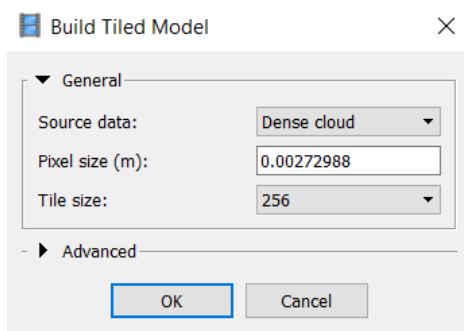 Build Tiled Model
General
Source data: Dense cloud
Pixel size (m): 0.00272988
Tile size: 256
Advanced
OK Cancel